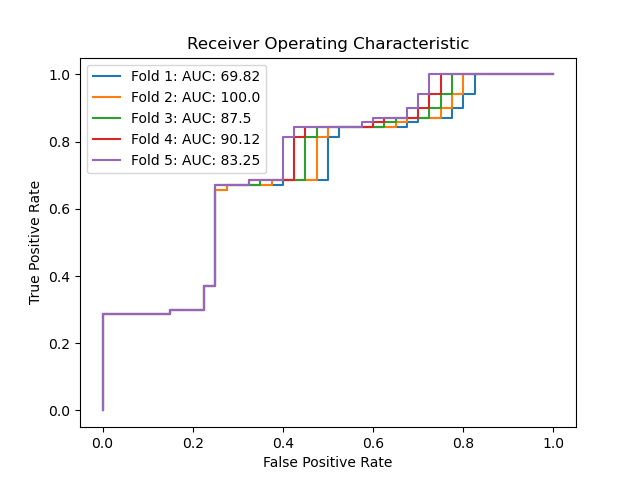 Receiver Operating Characteristic
Fold 1: AUC: 69.82
Fold 2: AUC: 100.0
Fold 3: AUC: 87.5
Fold 4: AUC: 90.12
Fold 5: AUC: 83.25
1.0
0.8
0.6
0.4
0.2
0.0
True Positive Rate
0.0 0.2 0.4 0.6 0.8 1.0
False Positive Rate